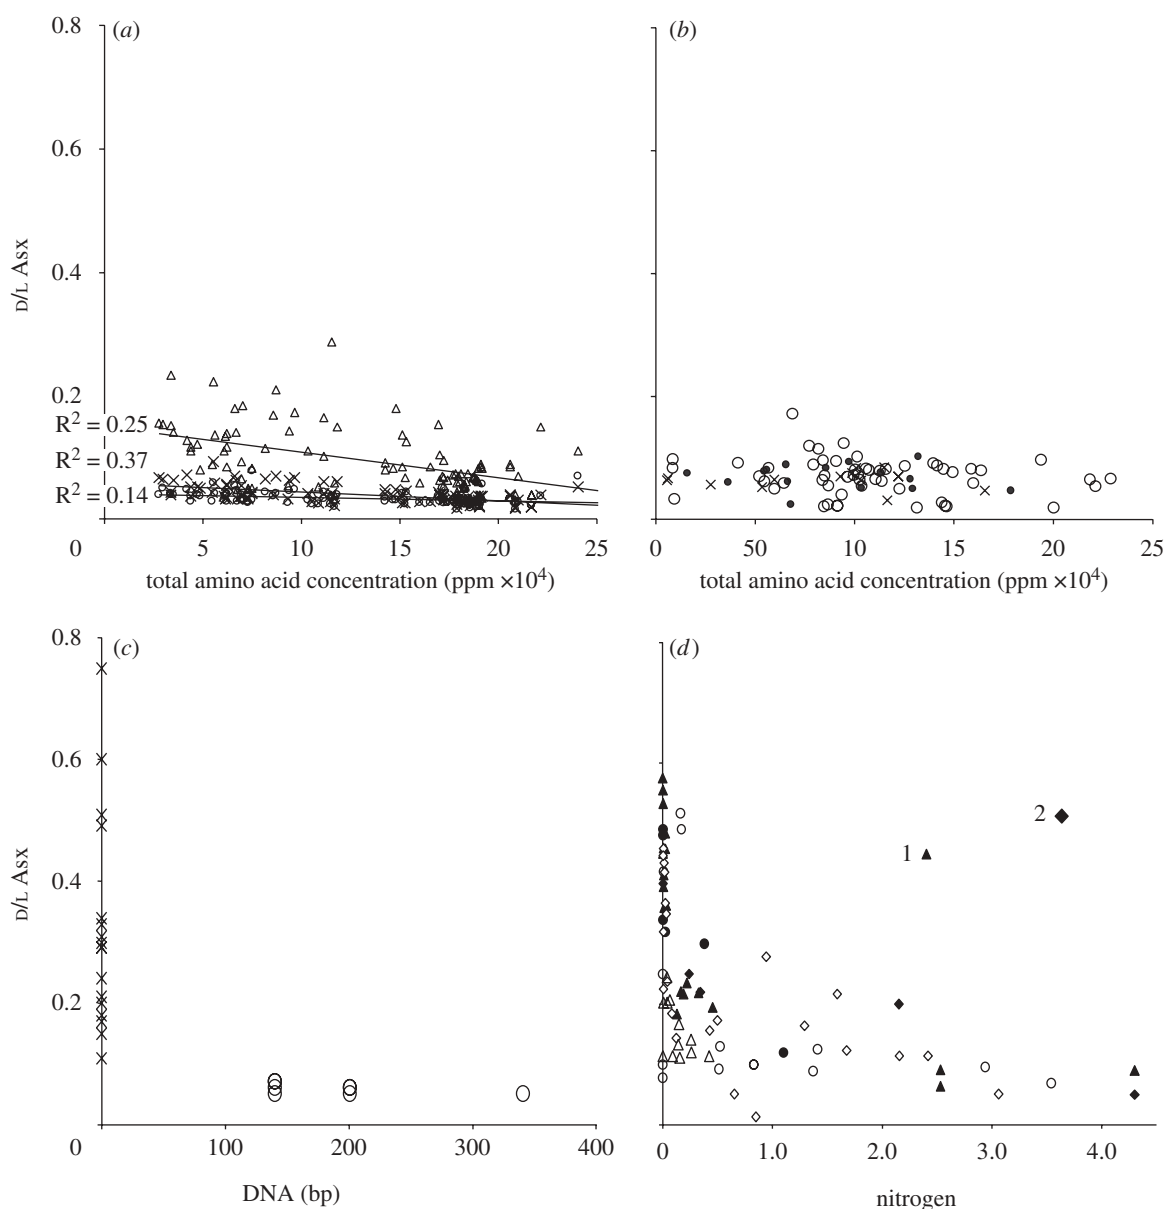 0.8
(a)
(b)
0.6
0.4
D/L Asx
0.2
R² = 0.25
R² = 0.37
R² = 0.14
0 5 10 15 20 25
0 50 10 15 20 25
total amino acid concentration (ppm ×10⁴)
total amino acid concentration (ppm ×10⁴)
0.8
(c)
(d)
0.6
2
1
D/L Asx
0.4
0.2
0 100 200 300 400
0 1.0 2.0 3.0 4.0
DNA (bp)
nitrogen